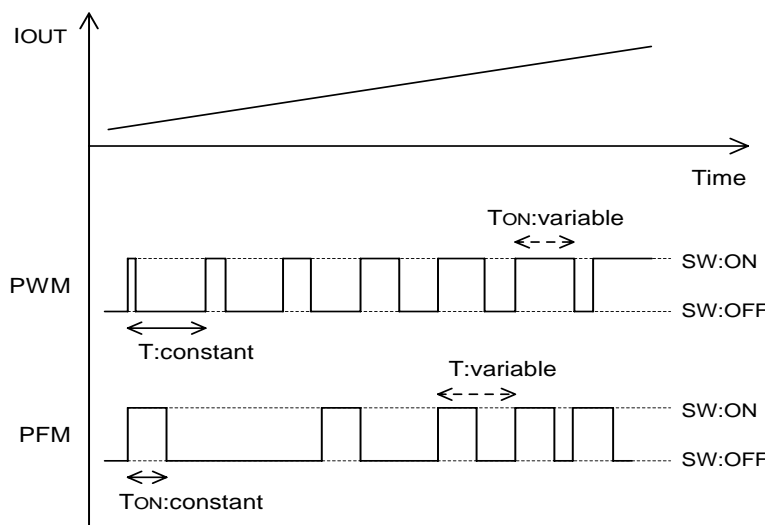 IOUT
Time
TON:variable
SW:ON
PWM
SW:OFF
T:constant
T:variable
SW:ON
PFM
SW:OFF
TON:constant